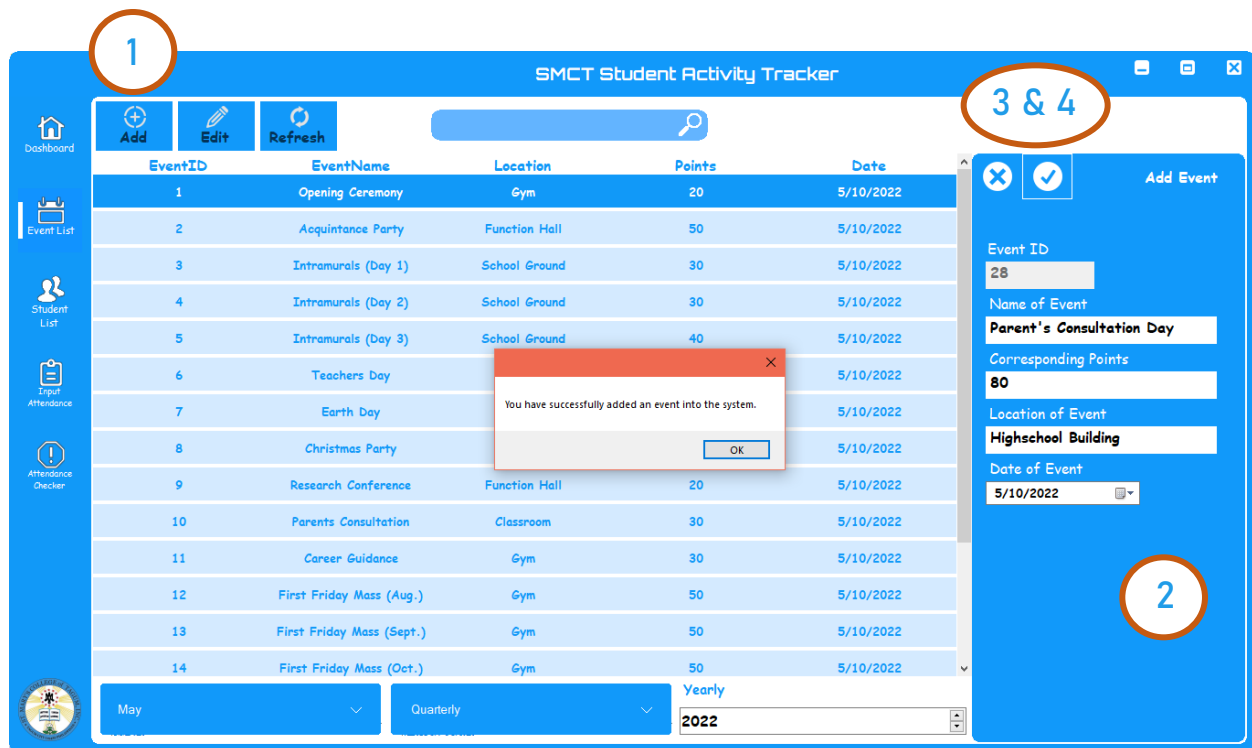 1
SMCT Student Activity Tracker
3 & 4
Add
Edit
Refresh
Dashboard
Event List
Student
List
Input
Attendance
Attendance
Checker
EventID EventName Location Points Date
1 Opening Ceremony Gym 20 5/10/2022
2 Acquintance Party Function Hall 50 5/10/2022
3 Intramurals (Day 1) School Ground 30 5/10/2022
4 Intramurals (Day 2) School Ground 30 5/10/2022
5 Intramurals (Day 3) School Ground 40 5/10/2022
6 Teachers Day 5/10/2022
7 Earth Day 5/10/2022
8 Christmas Party 5/10/2022
9 Research Conference Function Hall 20 5/10/2022
10 Parents Consultation Classroom 30 5/10/2022
11 Career Guidance Gym 30 5/10/2022
12 First Friday Mass (Aug.) Gym 50 5/10/2022
13 First Friday Mass (Sept.) Gym 50 5/10/2022
14 First Friday Mass (Oct.) Gym 50 5/10/2022
You have successfully added an event into the system.
OK
May
Quarterly
Yearly
2022
Add Event
Event ID
28
Name of Event
Parent's Consultation Day
Corresponding Points
80
Location of Event
Highschool Building
Date of Event
5/10/2022
2